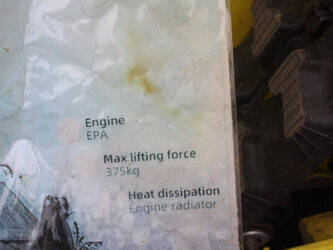 Engine
EPA
Max lifting force
375kg
Heat dissipation
Engine radiator